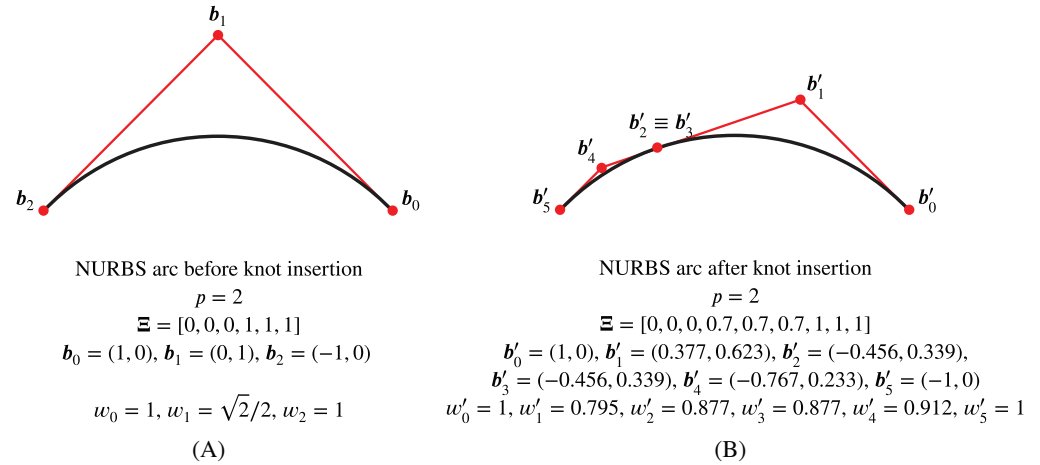 b₁
b₂
b₀
NURBS arc before knot insertion
p = 2
Ξ = [0, 0, 0, 1, 1, 1]
b₀ = (1, 0), b₁ = (0, 1), b₂ = (−1, 0)
w₀ = 1, w₁ = √2/2, w₂ = 1
(A)
b′₁
b′₂ ≡ b′₃
b′₄
b′₅
b′₀
NURBS arc after knot insertion
p = 2
Ξ = [0, 0, 0, 0.7, 0.7, 0.7, 1, 1, 1]
b′₀ = (1, 0), b′₁ = (0.377, 0.623), b′₂ = (−0.456, 0.339),
b′₃ = (−0.456, 0.339), b′₄ = (−0.767, 0.233), b′₅ = (−1, 0)
w′₀ = 1, w′₁ = 0.795, w′₂ = 0.877, w′₃ = 0.877, w′₄ = 0.912, w′₅ = 1
(B)